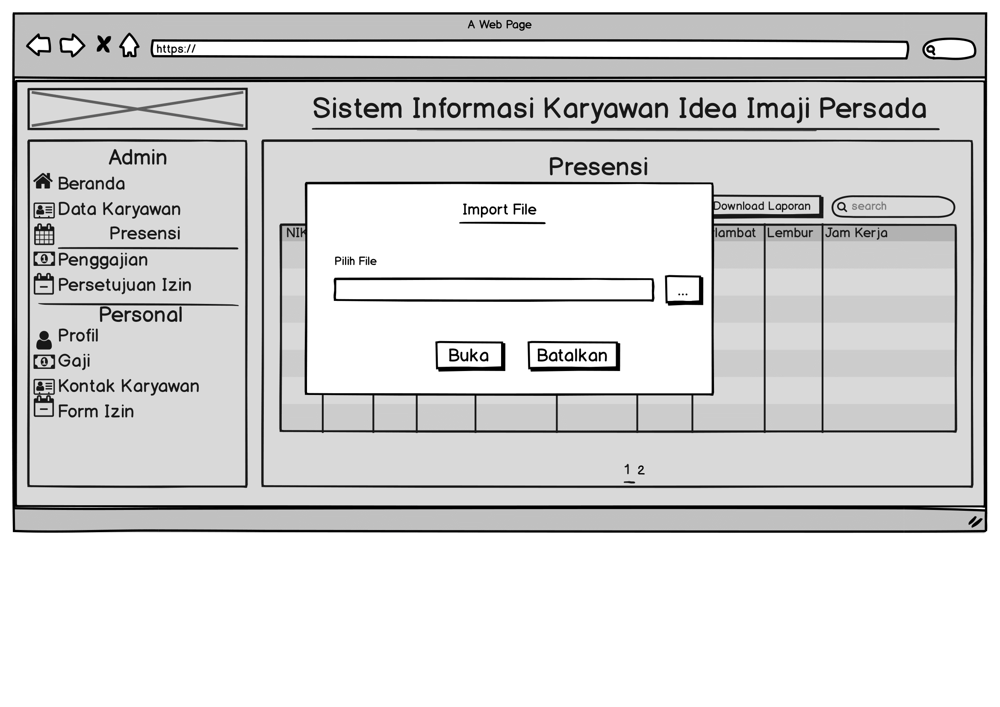 A Web Page
https://
Sistem Informasi Karyawan Idea Imaji Persada
Admin
Beranda
Data Karyawan
Presensi
Penggajian
Persetujuan Izin
Personal
Profil
Gaji
Kontak Karyawan
Form Izin
Presensi
Download Laporan
search
NIK
lambat
Lembur
Jam Kerja
Import File
Pilih File
...
Buka
Batalkan
1 2